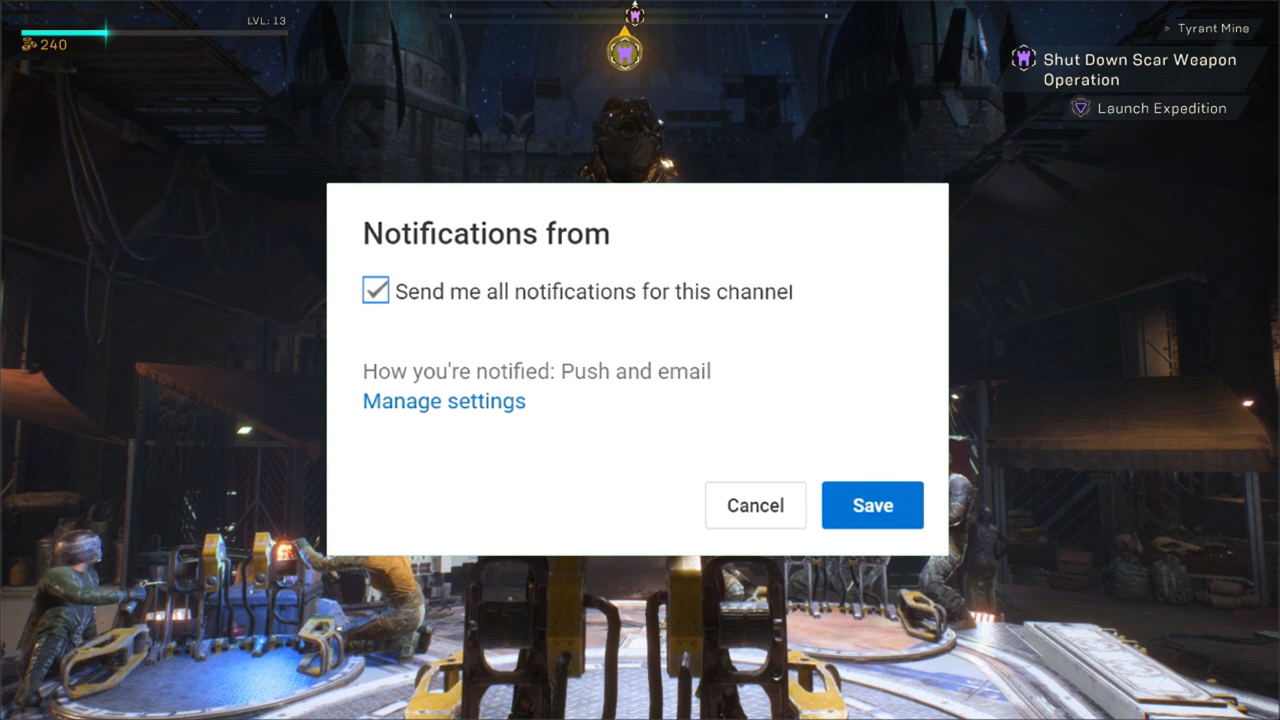 LVL: 13
240
Tyrant Mine
Shut Down Scar Weapon
Operation
Launch Expedition
Notifications from
Send me all notifications for this channel
How you're notified: Push and email
Manage settings
Cancel
Save